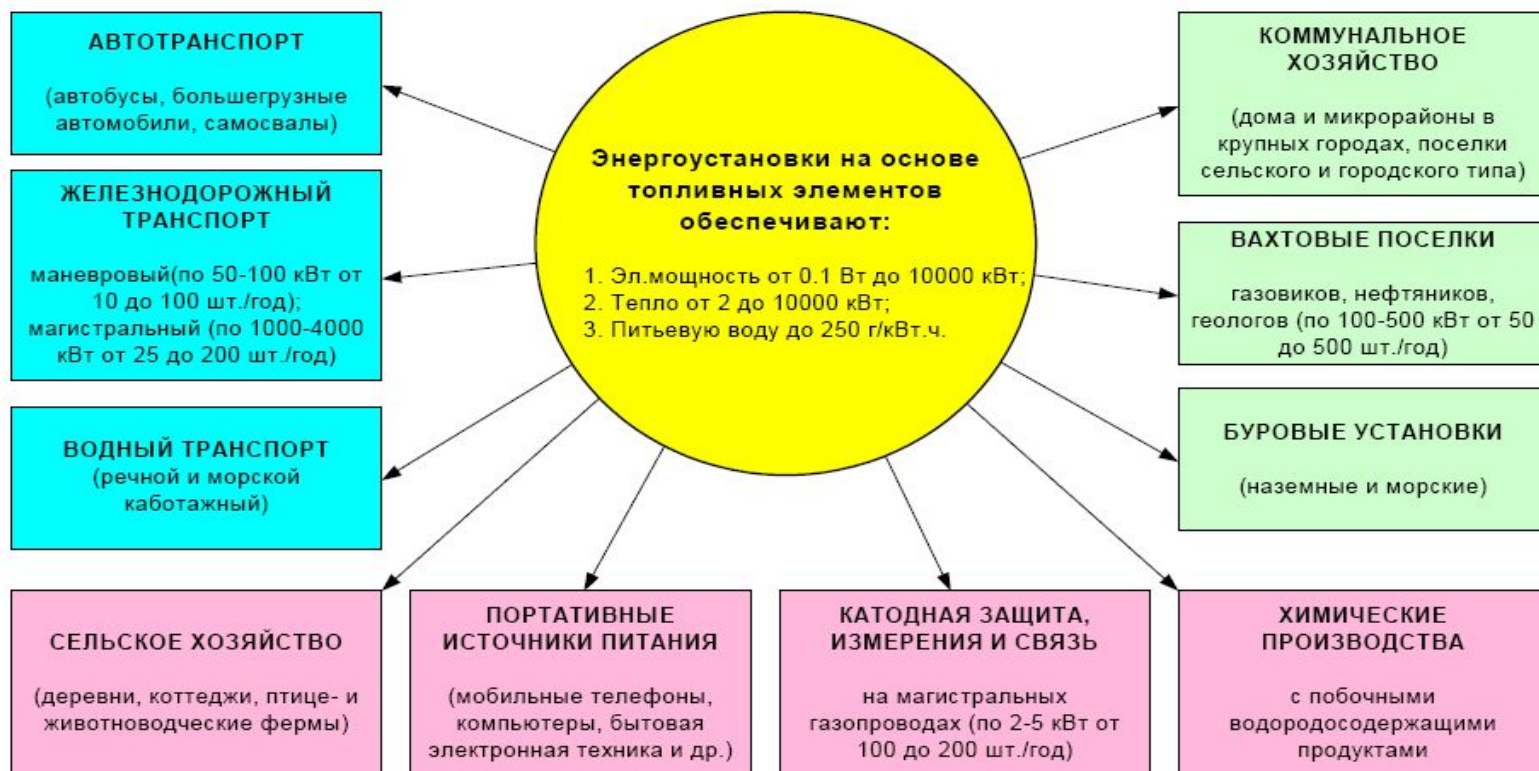 АВТОТРАНСПОРТ
(автобусы, большегрузные
автомобили, самосвалы)
ЖЕЛЕЗНОДОРОЖНЫЙ
ТРАНСПОРТ
маневровый(по 50-100 кВт от
10 до 100 шт./год);
магистральный (по 1000-4000
кВт от 25 до 200 шт./год)
ВОДНЫЙ ТРАНСПОРТ
(речной и морской
каботажный)
Энергоустановки на основе
топливных элементов
обеспечивают:
1. Эл.мощность от 0.1 Вт до 10000 кВт;
2. Тепло от 2 до 10000 кВт;
3. Питьевую воду до 250 г/кВт.ч.
КОММУНАЛЬНОЕ
ХОЗЯЙСТВО
(дома и микрорайоны в
крупных городах, поселки
сельского и городского типа)
ВАХТОВЫЕ ПОСЕЛКИ
газовиков, нефтяников,
геологов (по 100-500 кВт от 50
до 500 шт./год)
БУРОВЫЕ УСТАНОВКИ
(наземные и морские)
СЕЛЬСКОЕ ХОЗЯЙСТВО
(деревни, коттеджи, птице- и
животноводческие фермы)
ПОРТАТИВНЫЕ
ИСТОЧНИКИ ПИТАНИЯ
(мобильные телефоны,
компьютеры, бытовая
электронная техника и др.)
КАТОДНАЯ ЗАЩИТА,
ИЗМЕРЕНИЯ И СВЯЗЬ
на магистральных
газопроводах (по 2-5 кВт от
100 до 200 шт./год)
ХИМИЧЕСКИЕ
ПРОИЗВОДСТВА
с побочными
водородосодержащими
продуктами